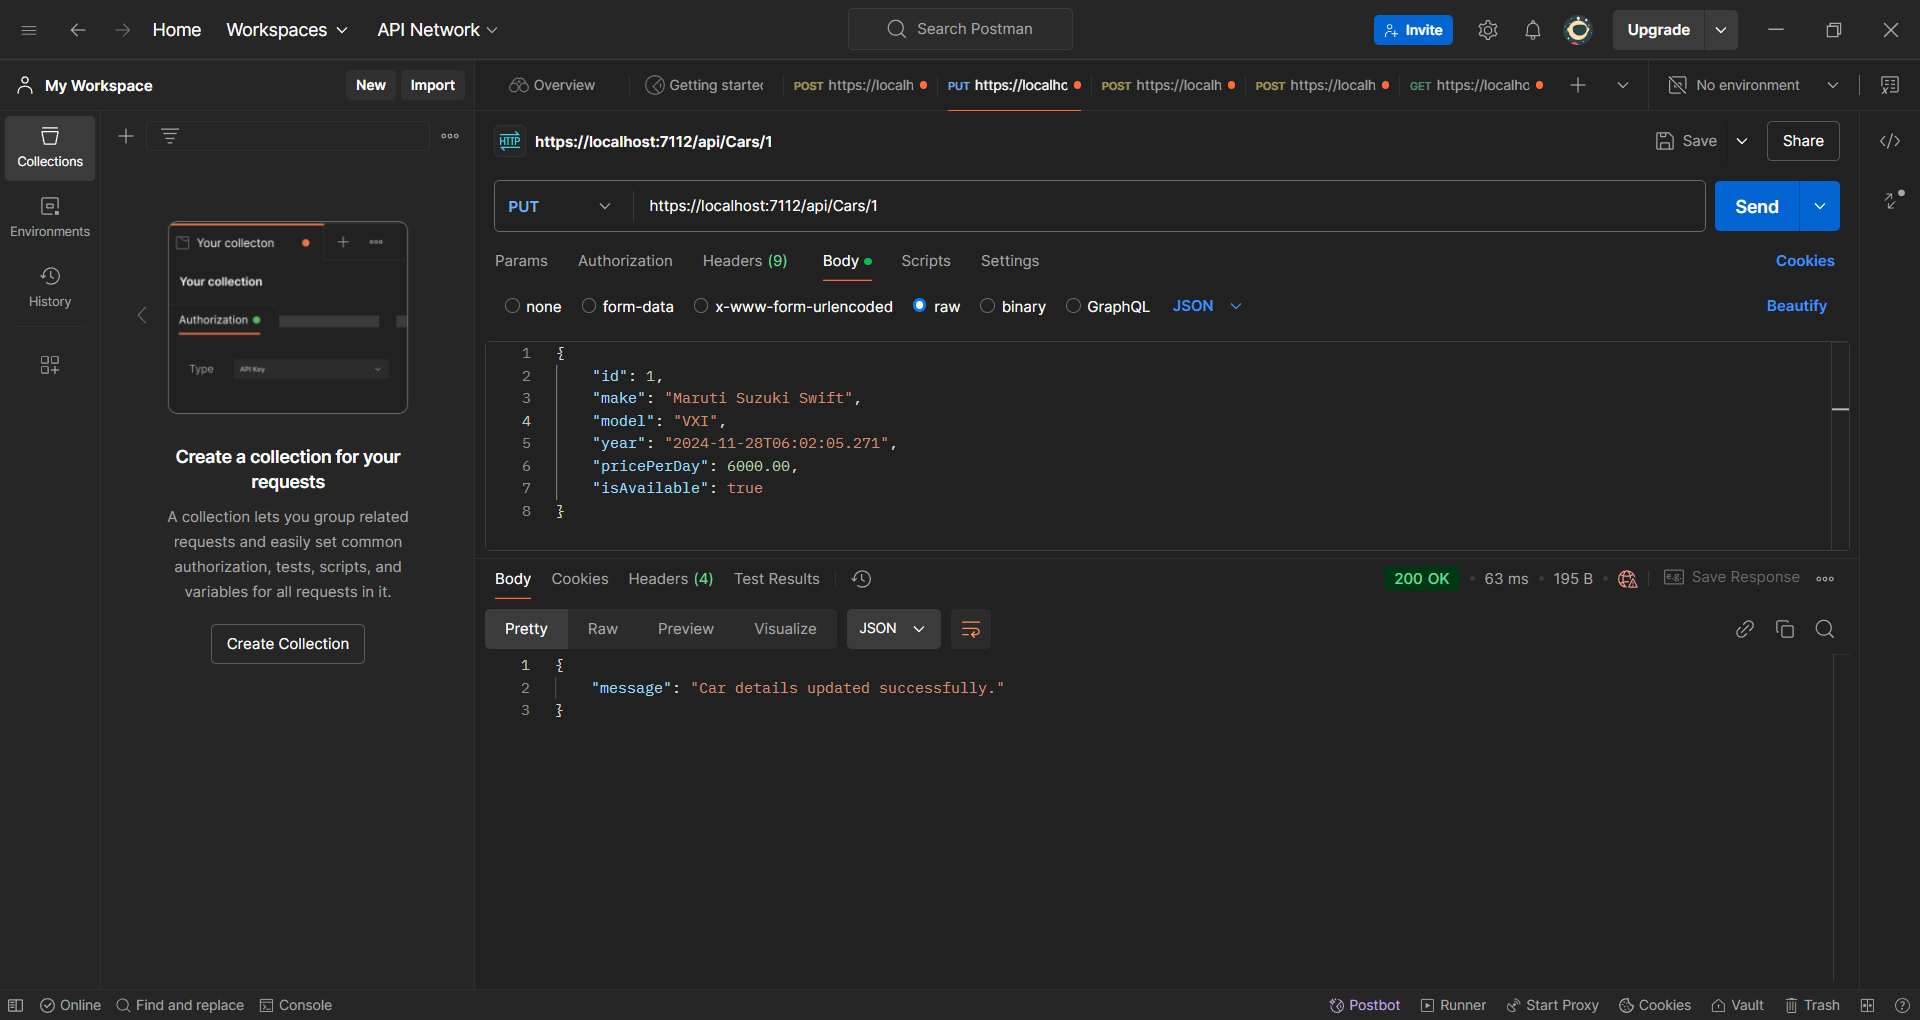 Home Workspaces API Network Search Postman Invite Upgrade
My Workspace New Import Overview Getting started POST https://localh PUT https://localhc POST https://localh POST https://localh GET https://localhc No environment
Collections
Environments
History
Your collecton
Your collection
Authorization
Type API Key
Create a collection for your
requests
A collection lets you group related
requests and easily set common
authorization, tests, scripts, and
variables for all requests in it.
Create Collection
HTTP https://localhost:7112/api/Cars/1 Save Share
PUT https://localhost:7112/api/Cars/1 Send
Params Authorization Headers (9) Body Scripts Settings Cookies
none form-data x-www-form-urlencoded raw binary GraphQL JSON Beautify
1 {
2 "id": 1,
3 "make": "Maruti Suzuki Swift",
4 "model": "VXI",
5 "year": "2024-11-28T06:02:05.271",
6 "pricePerDay": 6000.00,
7 "isAvailable": true
8 }
Body Cookies Headers (4) Test Results 200 OK 63 ms 195 B e.g. Save Response
Pretty Raw Preview Visualize JSON
1 {
2 "message": "Car details updated successfully."
3 }
Online Find and replace Console Postbot Runner Start Proxy Cookies Vault Trash